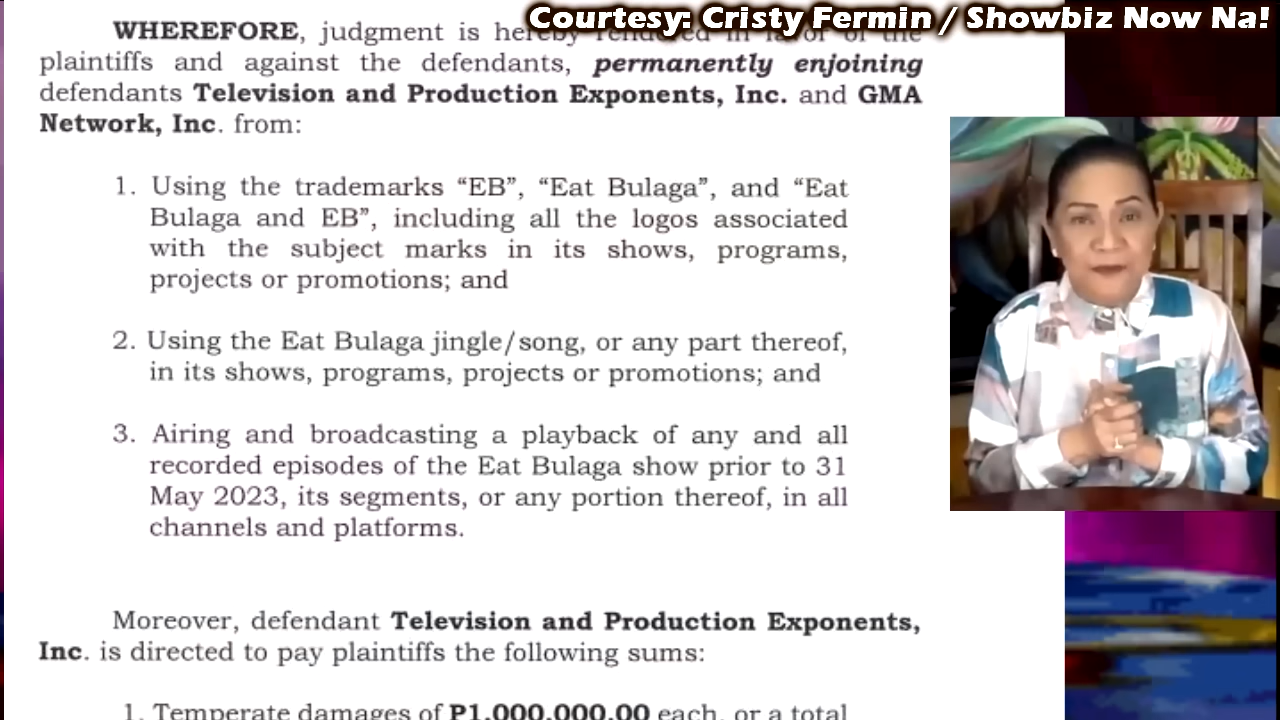 Courtesy: Cristy Fermin / Showbiz Now Na!
WHEREFORE, judgment is hereby rendered in favor of the
plaintiffs and against the defendants, permanently enjoining
defendants Television and Production Exponents, Inc. and GMA
Network, Inc. from:
1. Using the trademarks “EB”, “Eat Bulaga”, and “Eat
Bulaga and EB”, including all the logos associated
with the subject marks in its shows, programs,
projects or promotions; and
2. Using the Eat Bulaga jingle/song, or any part thereof,
in its shows, programs, projects or promotions; and
3. Airing and broadcasting a playback of any and all
recorded episodes of the Eat Bulaga show prior to 31
May 2023, its segments, or any portion thereof, in all
channels and platforms.
Moreover, defendant Television and Production Exponents,
Inc. is directed to pay plaintiffs the following sums:
1. Temperate damages of P1,000,000.00 each, or a total